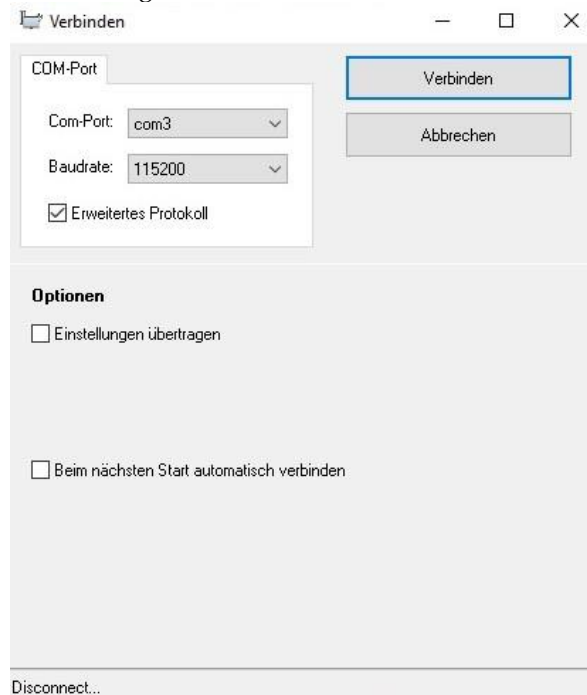 Verbinden
COM-Port
Verbinden
Com-Port: com3
Abbrechen
Baudrate: 115200
Erweitertes Protokoll
Optionen
Einstellungen übertragen
Beim nächsten Start automatisch verbinden
Disconnect...